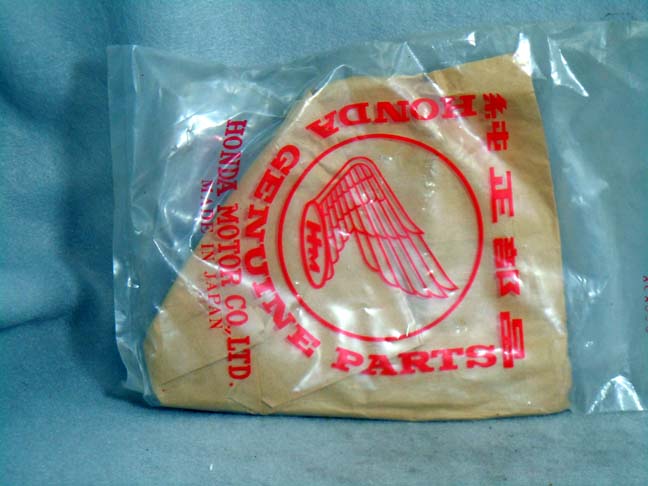 HONDA GENUINE PARTS
純正部品
HM
HONDA MOTOR CO., LTD.
MADE IN JAPAN